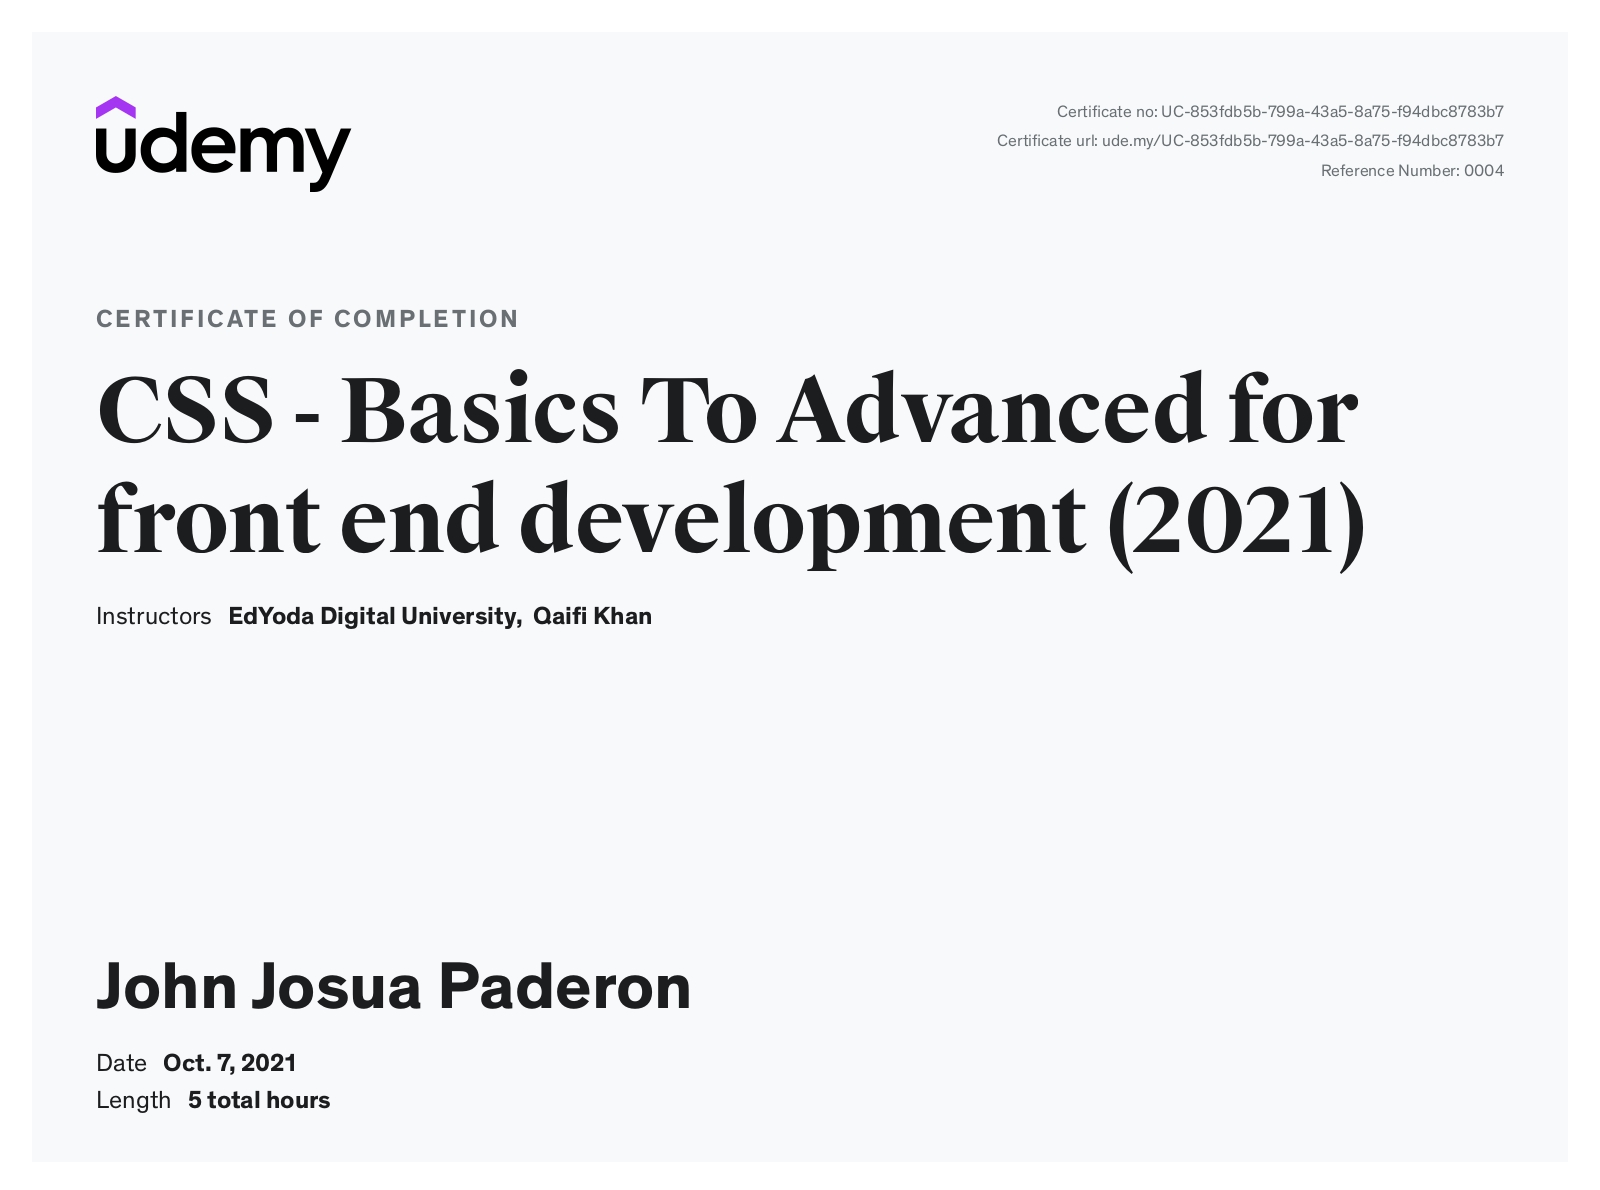 udemy
Certificate no: UC-853fdb5b-799a-43a5-8a75-f94dbc8783b7
Certificate url: ude.my/UC-853fdb5b-799a-43a5-8a75-f94dbc8783b7
Reference Number: 0004
CERTIFICATE OF COMPLETION
CSS - Basics To Advanced for
front end development (2021)
Instructors EdYoda Digital University, Qaifi Khan
John Josua Paderon
Date Oct. 7, 2021
Length 5 total hours